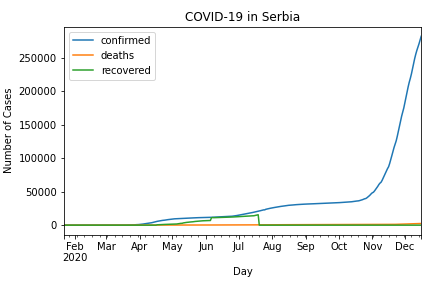 COVID-19 in Serbia
confirmed
deaths
recovered
250000
200000
150000
100000
50000
0
Number of Cases
Feb Mar Apr May Jun Jul Aug Sep Oct Nov Dec
2020
Day